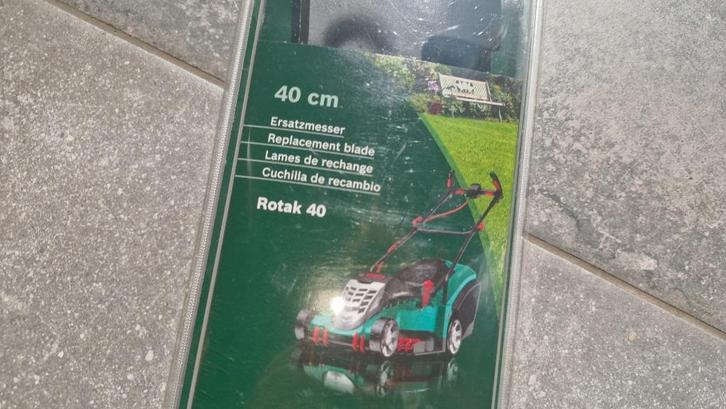 40 cm
Ersatzmesser
Replacement blade
Lames de rechange
Cuchilla de recambio
Rotak 40